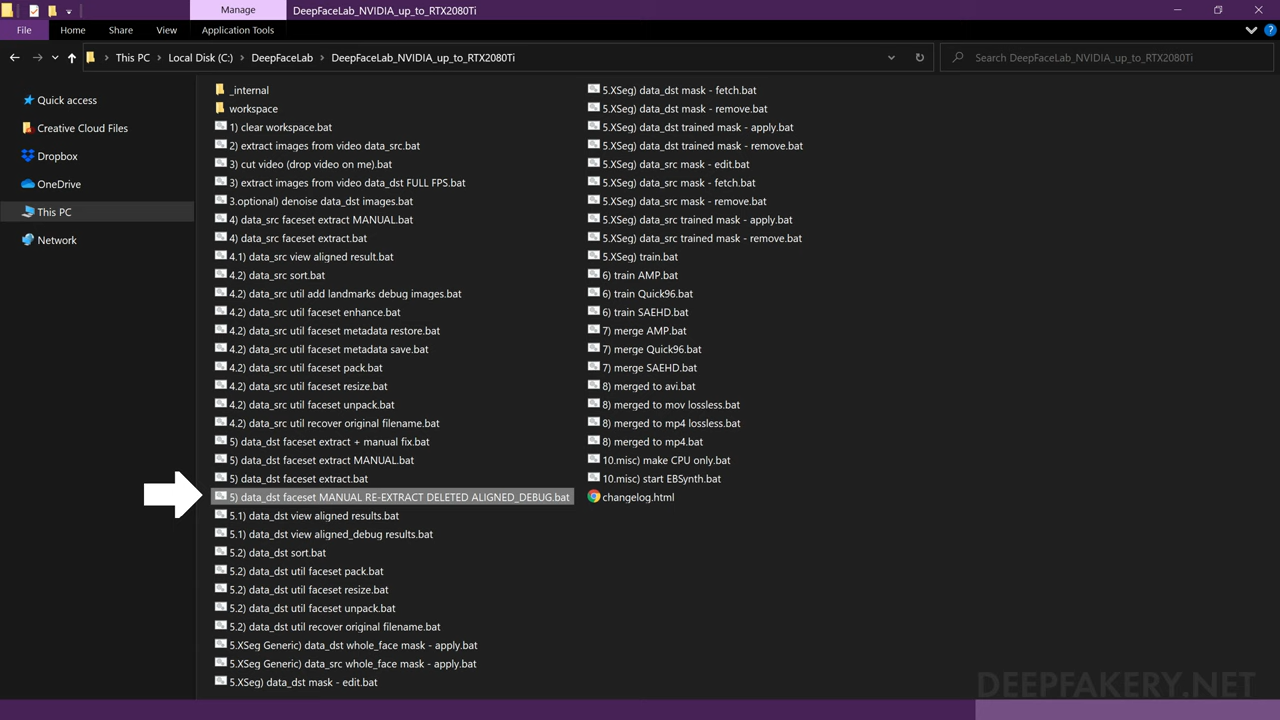 Manage
DeepFaceLab_NVIDIA_up_to_RTX2080Ti
File
Home
Share
View
Application Tools
This PC
Local Disk (C:)
DeepFaceLab
DeepFaceLab_NVIDIA_up_to_RTX2080Ti
Search DeepFaceLab_NVIDIA_up_to_RTX2080Ti
Quick access
Creative Cloud Files
Dropbox
OneDrive
This PC
Network
_internal
workspace
1) clear workspace.bat
2) extract images from video data_src.bat
3) cut video (drop video on me).bat
3) extract images from video data_dst FULL FPS.bat
3.optional) denoise data_dst images.bat
4) data_src faceset extract MANUAL.bat
4) data_src faceset extract.bat
4.1) data_src view aligned result.bat
4.2) data_src sort.bat
4.2) data_src util add landmarks debug images.bat
4.2) data_src util faceset enhance.bat
4.2) data_src util faceset metadata restore.bat
4.2) data_src util faceset metadata save.bat
4.2) data_src util faceset pack.bat
4.2) data_src util faceset resize.bat
4.2) data_src util faceset unpack.bat
4.2) data_src util recover original filename.bat
5) data_dst faceset extract + manual fix.bat
5) data_dst faceset extract MANUAL.bat
5) data_dst faceset extract.bat
5) data_dst faceset MANUAL RE-EXTRACT DELETED ALIGNED_DEBUG.bat
5.1) data_dst view aligned results.bat
5.1) data_dst view aligned_debug results.bat
5.2) data_dst sort.bat
5.2) data_dst util faceset pack.bat
5.2) data_dst util faceset resize.bat
5.2) data_dst util faceset unpack.bat
5.2) data_dst util recover original filename.bat
5.XSeg Generic) data_dst whole_face mask - apply.bat
5.XSeg Generic) data_src whole_face mask - apply.bat
5.XSeg) data_dst mask - edit.bat
5.XSeg) data_dst mask - fetch.bat
5.XSeg) data_dst mask - remove.bat
5.XSeg) data_dst trained mask - apply.bat
5.XSeg) data_dst trained mask - remove.bat
5.XSeg) data_src mask - edit.bat
5.XSeg) data_src mask - fetch.bat
5.XSeg) data_src mask - remove.bat
5.XSeg) data_src trained mask - apply.bat
5.XSeg) data_src trained mask - remove.bat
5.XSeg) train.bat
6) train AMP.bat
6) train Quick96.bat
6) train SAEHD.bat
7) merge AMP.bat
7) merge Quick96.bat
7) merge SAEHD.bat
8) merged to avi.bat
8) merged to mov lossless.bat
8) merged to mp4 lossless.bat
8) merged to mp4.bat
10.misc) make CPU only.bat
10.misc) start EBSynth.bat
changelog.html
DEEPFAKERY.NET